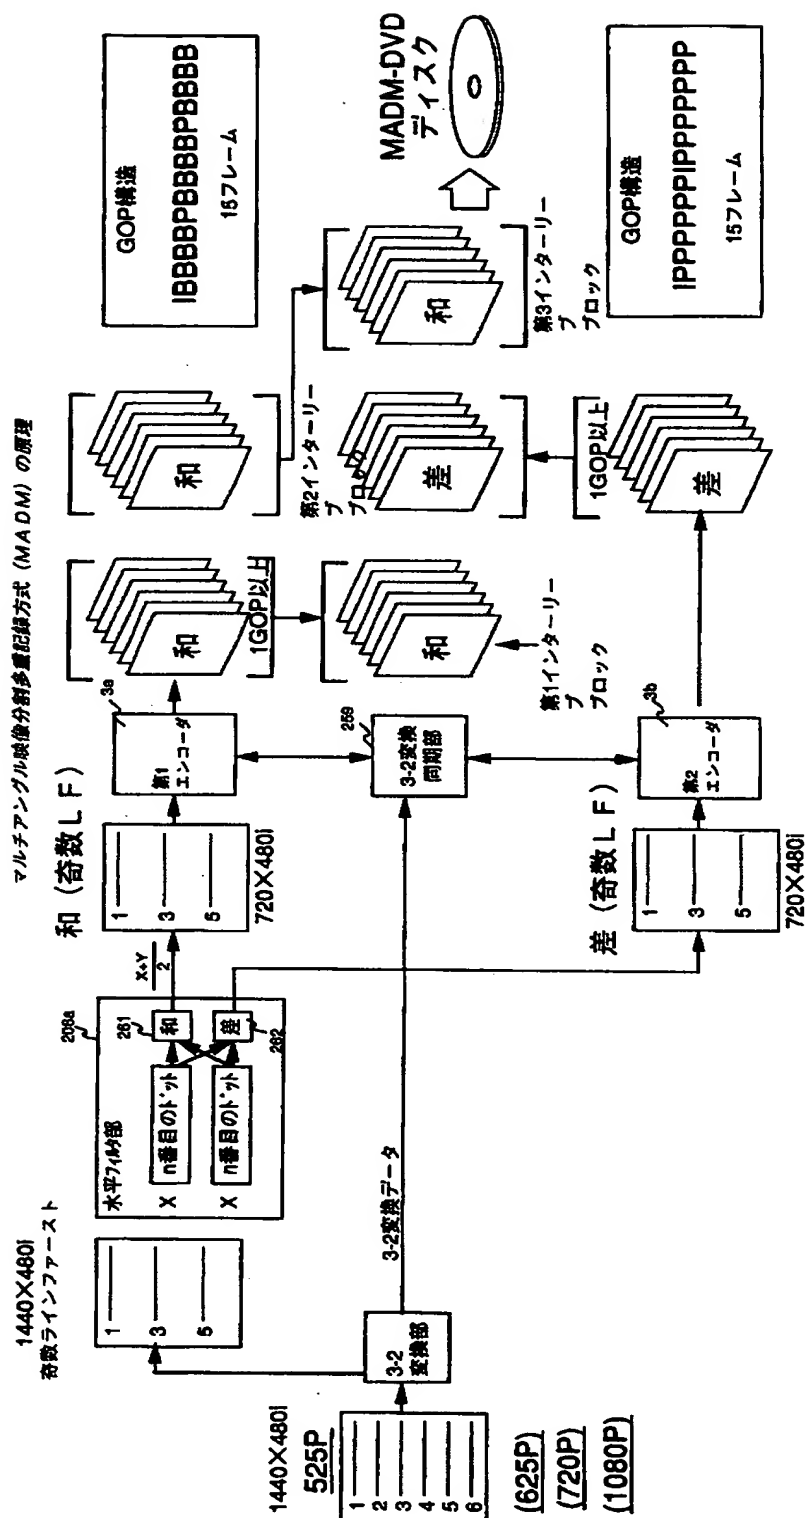 マルチアングル映像分割多重記録方式 (MADM) の原理
1440×480i
525P
1
2
3
4
5
6
(625P)
(720P)
(1080P)
3-2
変換部
1440×480i
奇数ラインファースト
1
3
5
3-2変換データ
206a
水平フィルタ部
X
n番目のドット
X
n番目のドット
261
和
差
262
X+Y
2
和 (奇数LF)
1
3
5
720×480i
差 (奇数LF)
1
3
5
720×480i
3a
第1
エンコーダ
259
3-2変換
同期部
3b
第2
エンコーダ
和
1GOP以上
和
第1インターリー
ブ
ブロック
和
第2インターリー
ブ
ブロック
差
1GOP以上
差
和
第3インターリー
ブ
ブロック
MADM-DVD
ディスク
GOP構造
IBBBBPBBBBPBBBB
15フレーム
GOP構造
IPPPPPPIPPPPPPP
15フレーム